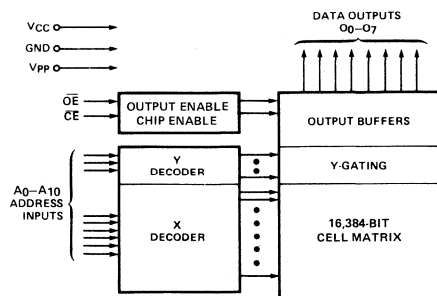 DATA OUTPUTS
O0–O7
VCC
GND
VPP
OE
CE
OUTPUT ENABLE
CHIP ENABLE
OUTPUT BUFFERS
Y
DECODER
Y-GATING
A0–A10
ADDRESS
INPUTS
X
DECODER
16,384-BIT
CELL MATRIX